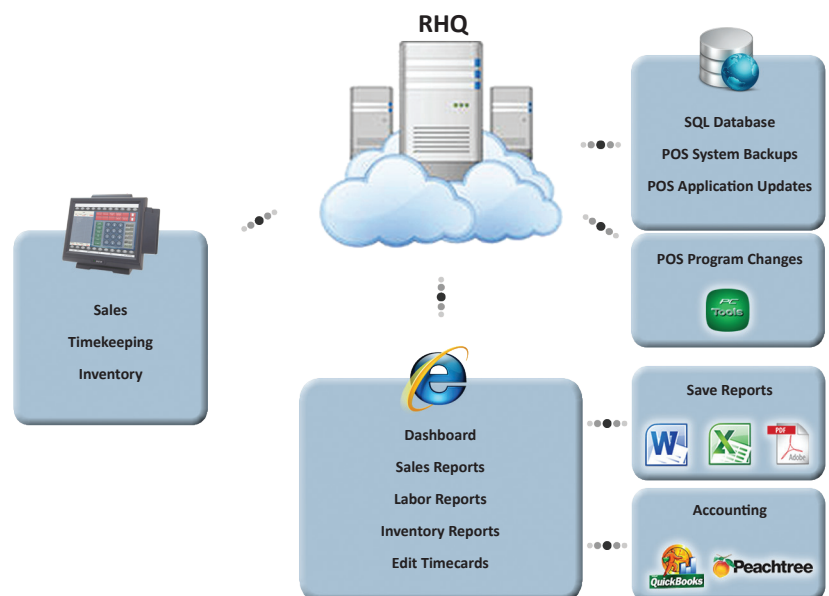 RHQ
SQL Database
POS System Backups
POS Application Updates
Sales
Timekeeping
Inventory
POS Program Changes
PC
Tools
Dashboard
Sales Reports
Labor Reports
Inventory Reports
Edit Timecards
Save Reports
W
X
PDF
Adobe
Accounting
QuickBooks
Peachtree